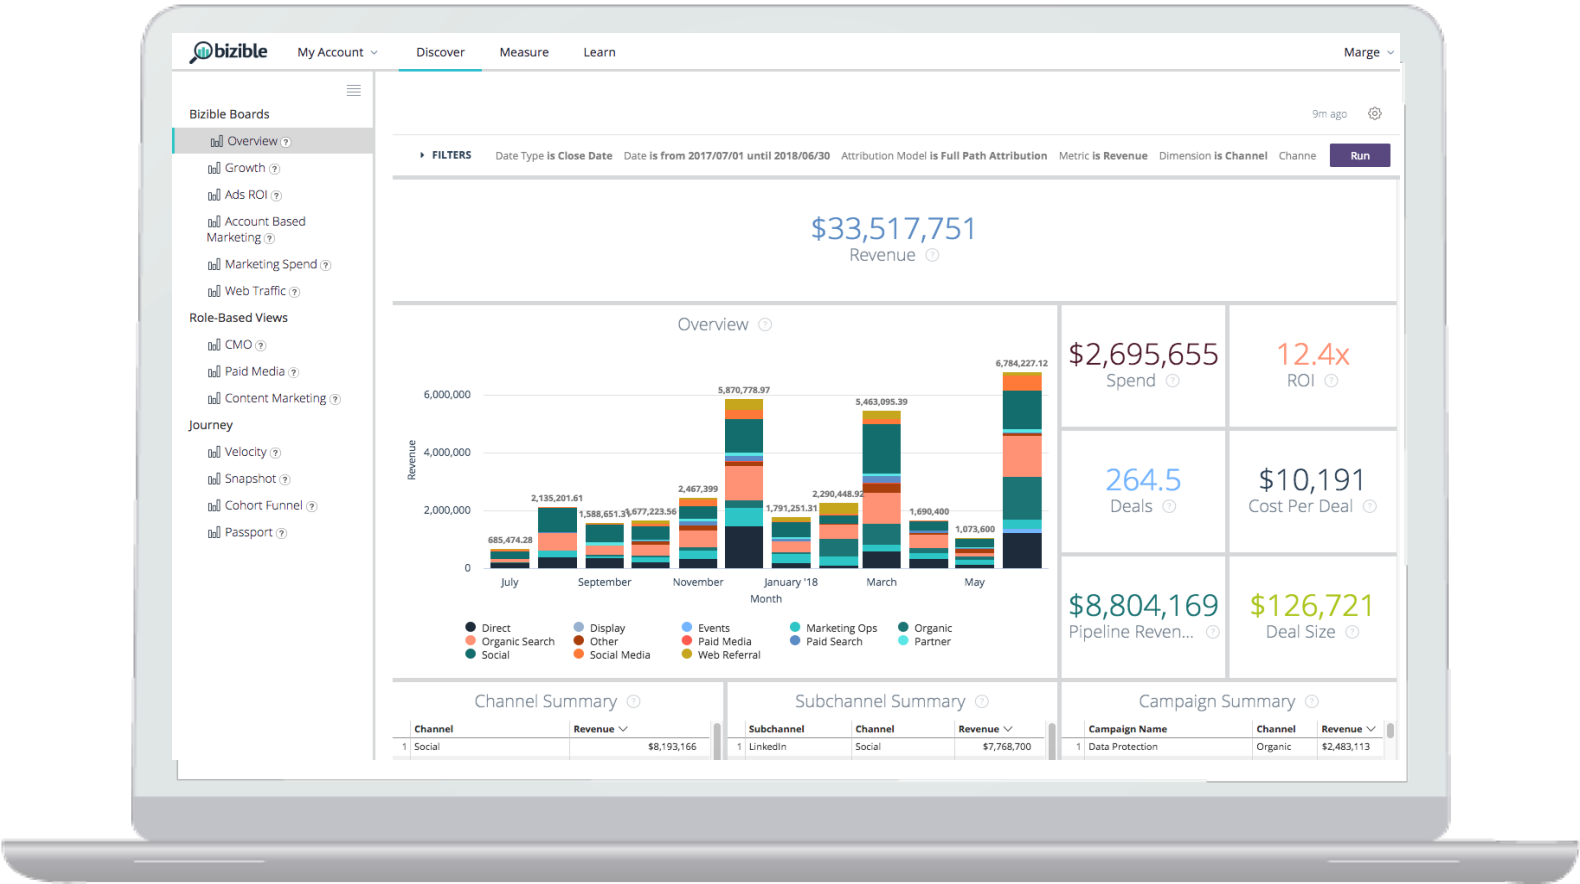 bizible My Account Discover Measure Learn Marge
Bizible Boards
Overview ?
Growth ?
Ads ROI ?
Account Based
Marketing ?
Marketing Spend ?
Web Traffic ?
Role-Based Views
CMO ?
Paid Media ?
Content Marketing ?
Journey
Velocity ?
Snapshot ?
Cohort Funnel ?
Passport ?
9m ago
FILTERS Date Type is Close Date Date is from 2017/07/01 until 2018/06/30 Attribution Model is Full Path Attribution Metric is Revenue Dimension is Channel Channe Run
$33,517,751
Revenue ?
Overview ?
Revenue
6,000,000
4,000,000
2,000,000
0
685,474.28
2,135,201.61
1,588,651.31
1,677,223.56
2,467,399
5,870,778.97
1,791,251.31
2,290,448.92
5,463,095.39
1,690,400
1,073,600
6,784,227.12
July September November January '18 March May
Month
Direct Display Events Marketing Ops Organic
Organic Search Other Paid Media Paid Search Partner
Social Social Media Web Referral
$2,695,655
Spend ?
12.4x
ROI ?
264.5
Deals ?
$10,191
Cost Per Deal ?
$8,804,169
Pipeline Reven... ?
$126,721
Deal Size ?
Channel Summary ?
Channel Revenue
1 Social $8,193,166
Subchannel Summary ?
Subchannel Channel Revenue
1 LinkedIn Social $7,768,700
Campaign Summary ?
Campaign Name Channel Revenue
1 Data Protection Organic $2,483,113